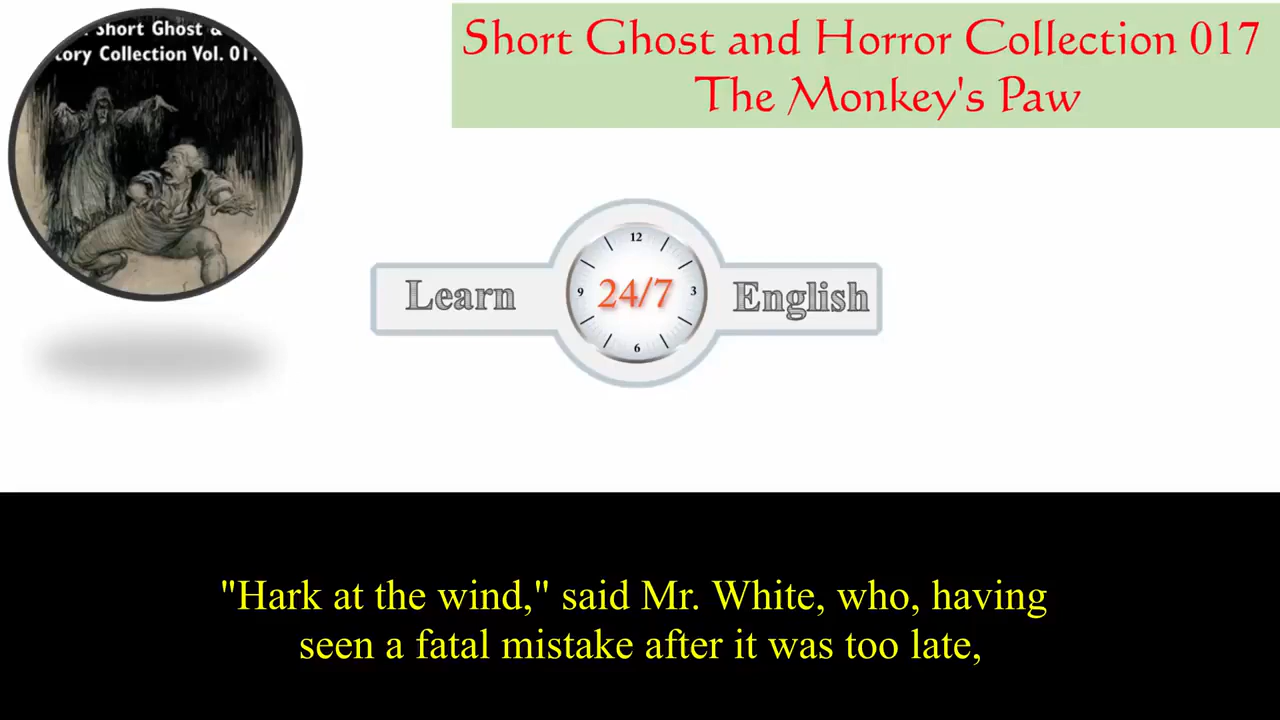 Short Ghost &
tory Collection Vol. 01
Short Ghost and Horror Collection 017
The Monkey's Paw
Learn
24/7
English
12
9
3
6
"Hark at the wind," said Mr. White, who, having
seen a fatal mistake after it was too late,